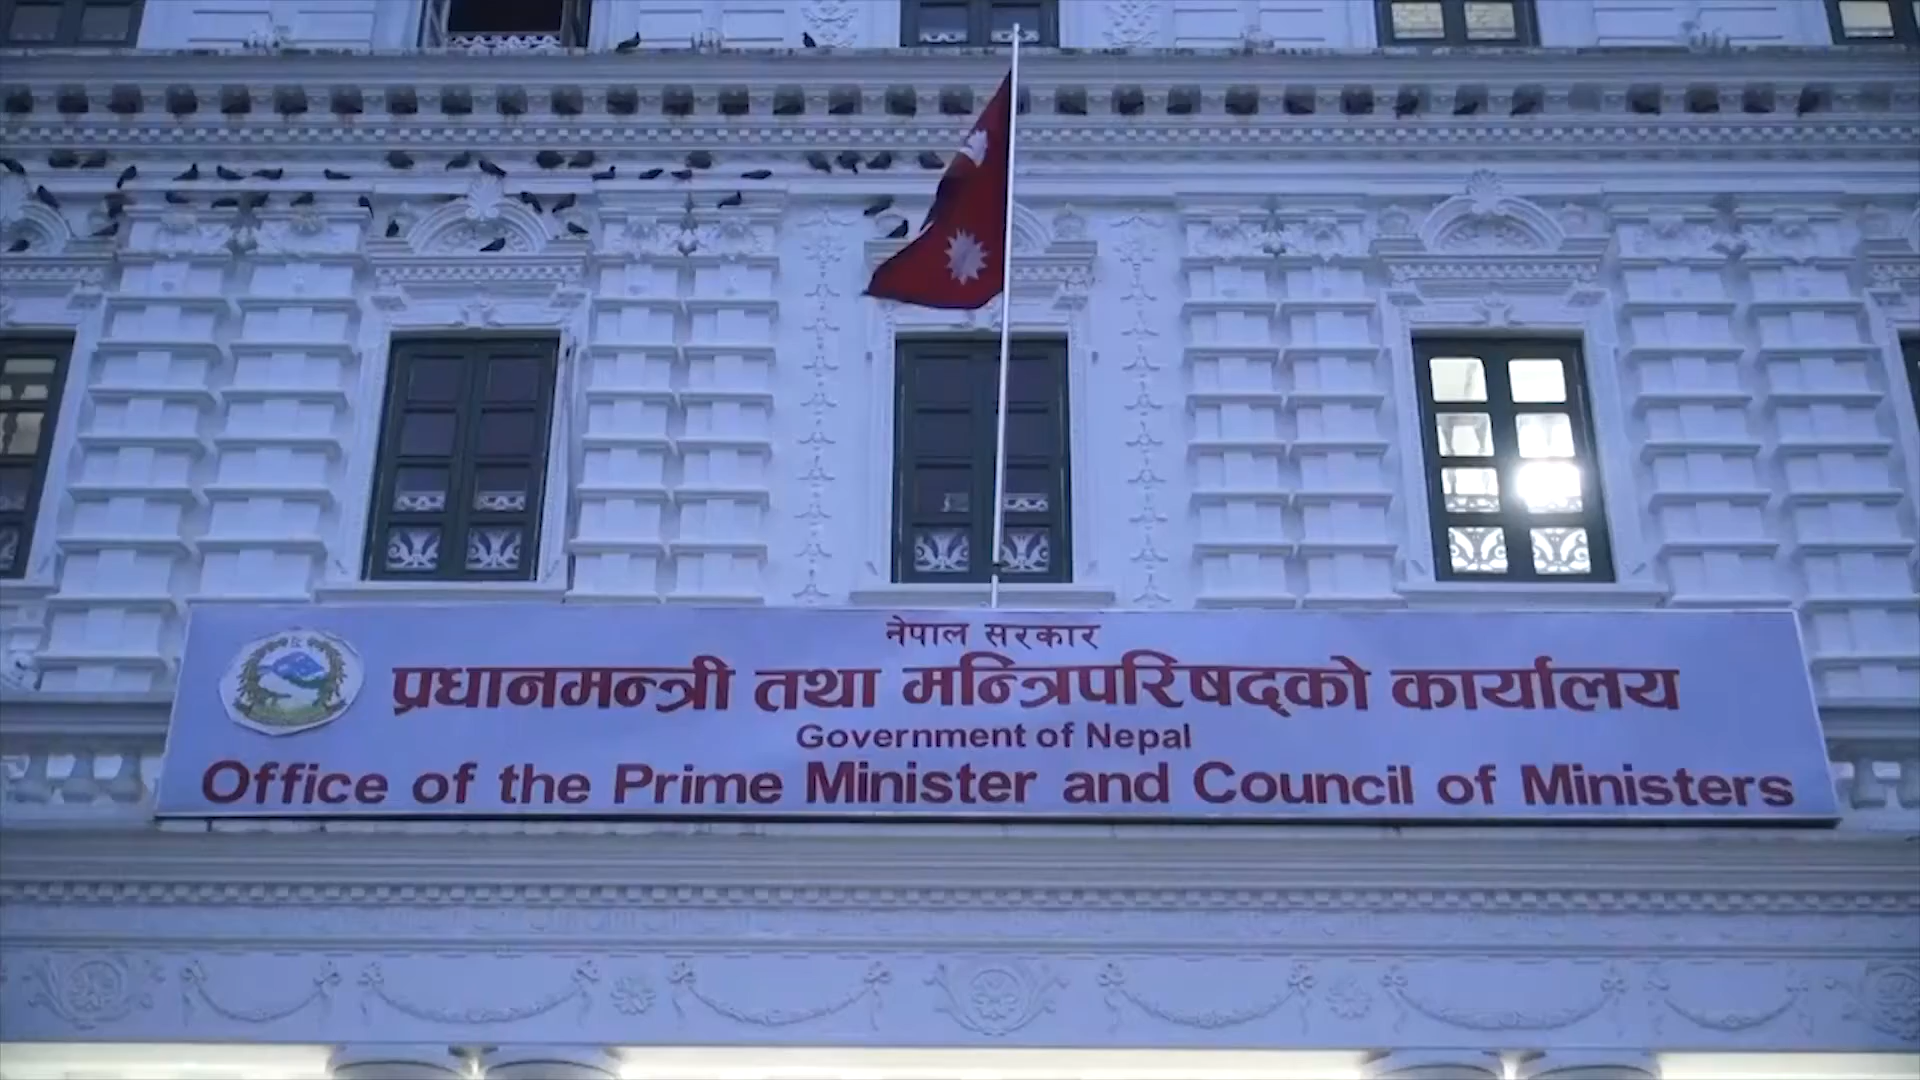 नेपाल सरकार
प्रधानमन्त्री तथा मन्त्रिपरिषद्को कार्यालय
Government of Nepal
Office of the Prime Minister and Council of Ministers